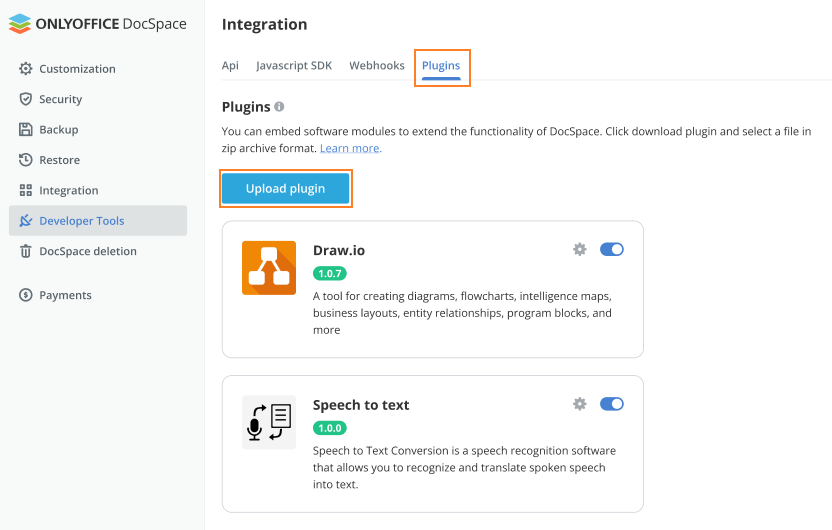 ONLYOFFICE DocSpace
Customization
Security
Backup
Restore
Integration
Developer Tools
DocSpace deletion
Payments
Integration
Api
Javascript SDK
Webhooks
Plugins
Plugins
You can embed software modules to extend the functionality of DocSpace. Click download plugin and select a file in
zip archive format. Learn more.
Upload plugin
Draw.io
1.0.7
A tool for creating diagrams, flowcharts, intelligence maps,
business layouts, entity relationships, program blocks, and
more
Speech to text
1.0.0
Speech to Text Conversion is a speech recognition software
that allows you to recognize and translate spoken speech
into text.